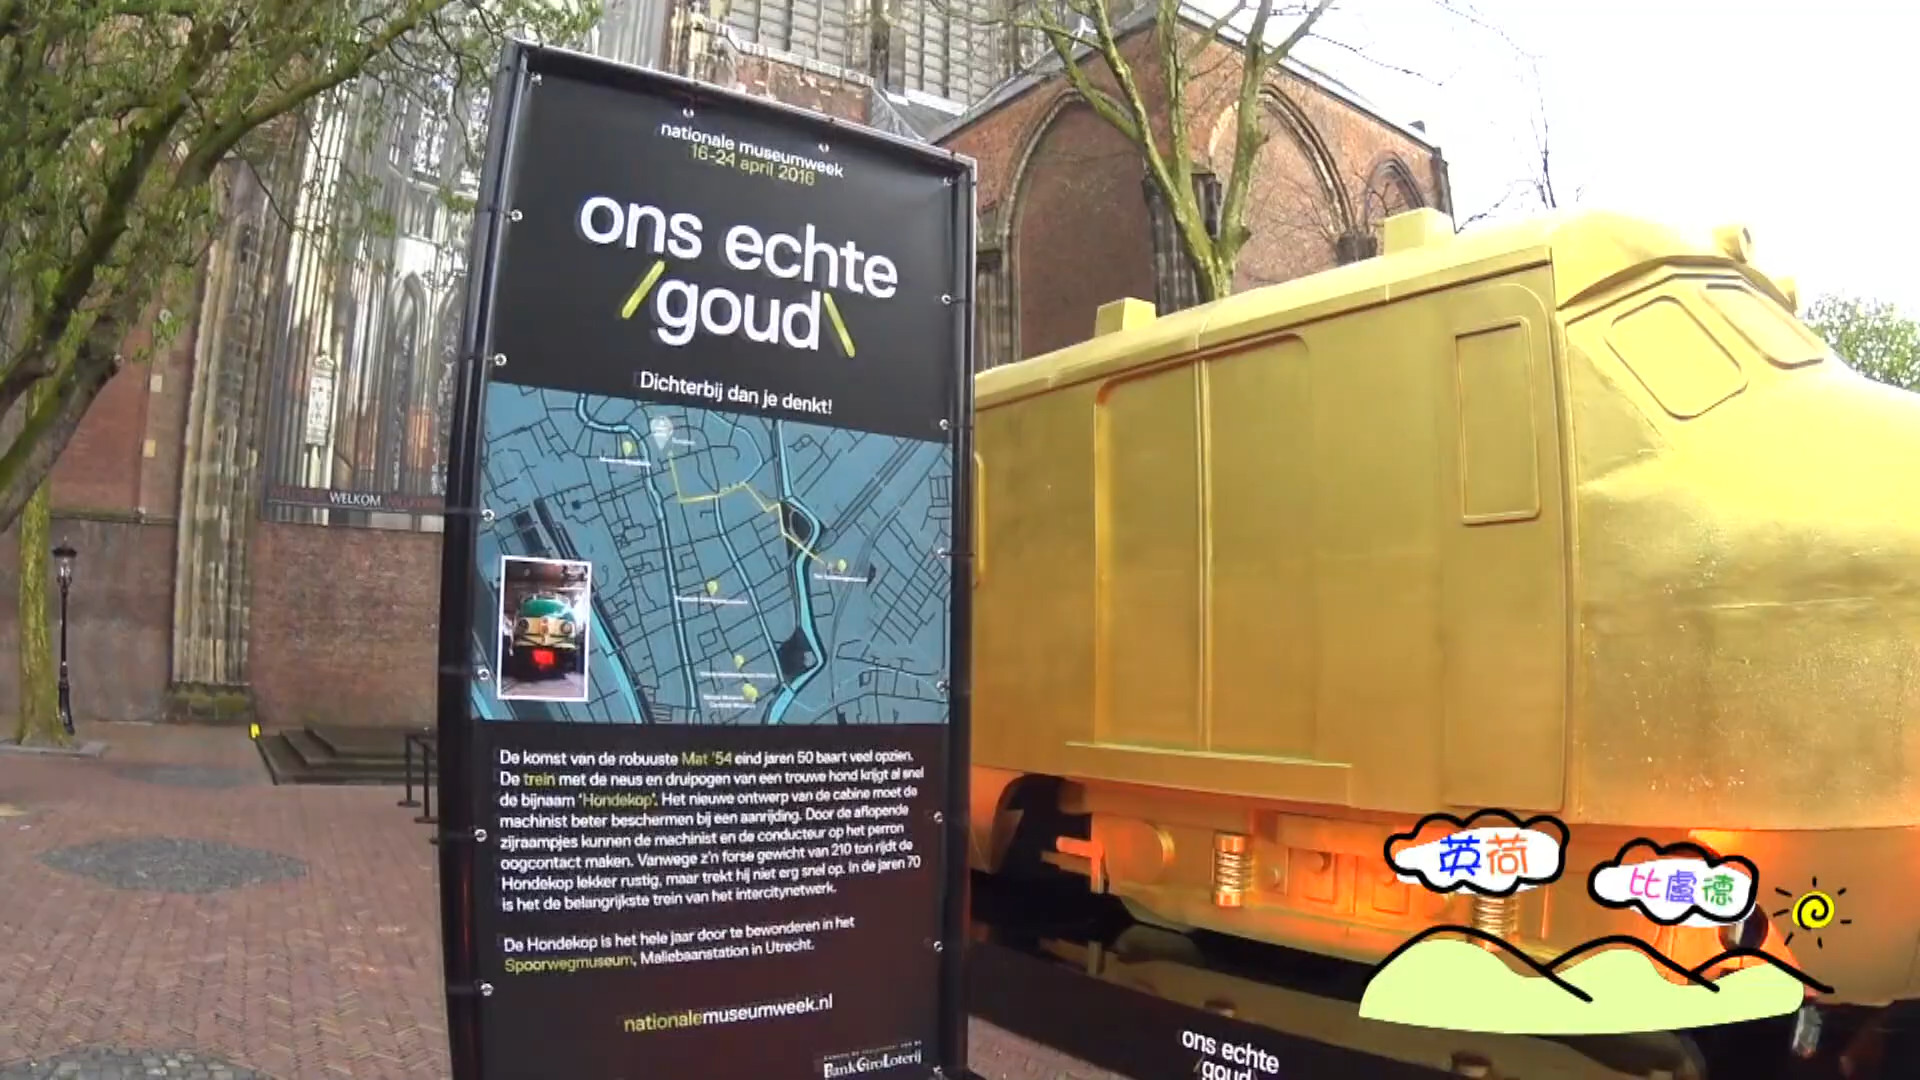 nationale museumweek
16-24 april 2016
ons echte
/goud\
Dichterbij dan je denkt!
WELKOM
De komst van de robuuste Mat '54 eind jaren 50 baart veel opzien.
De trein met de neus en druipogen van een trouwe hond krijgt al snel
de bijnaam 'Hondekop'. Het nieuwe ontwerp van de cabine moet de
machinist beter beschermen bij een aanrijding. Door de aflopende
zijraampjes kunnen de machinist en de conducteur op het perron
oogcontact maken. Vanwege z'n forse gewicht van 210 ton rijdt de
Hondekop lekker rustig, maar trekt hij niet erg snel op. In de jaren 70
is het de belangrijkste trein van het intercitynetwerk.
De Hondekop is het hele jaar door te bewonderen in het
Spoorwegmuseum, Maliebaanstation in Utrecht.
nationalemuseumweek.nl
BankGiroLoterij
英荷
比盧德
ons echte
/goud\